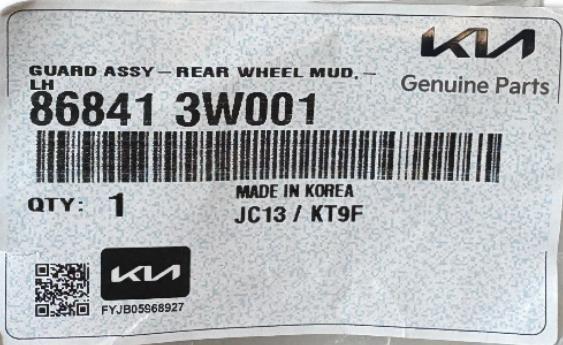 KIA
Genuine Parts
GUARD ASSY-REAR WHEEL MUD,-
LH
86841 3W001
QTY: 1
MADE IN KOREA
JC13 / KT9F
KIA
FYJB05968927